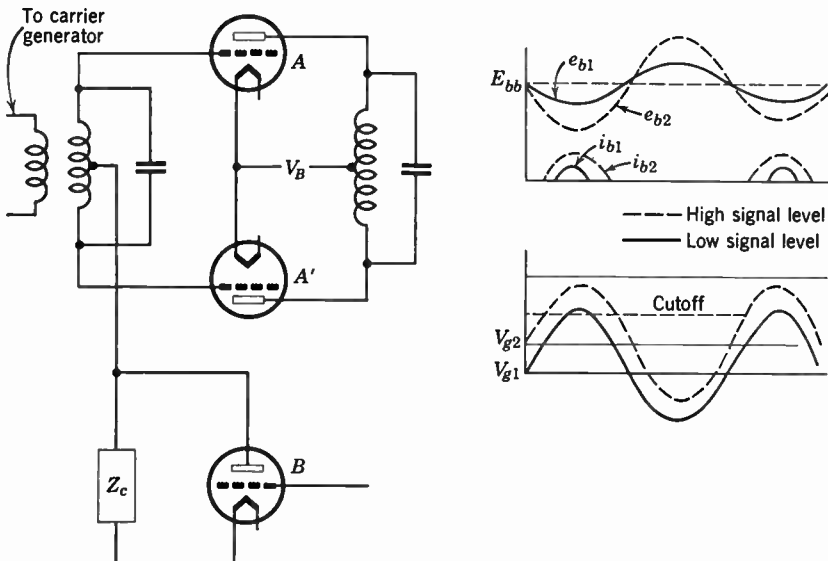 To carrier
generator
A
V_B
A'
B
Z_c
E_bb
e_b1
e_b2
i_b1
i_b2
High signal level
Low signal level
Cutoff
V_g2
V_g1